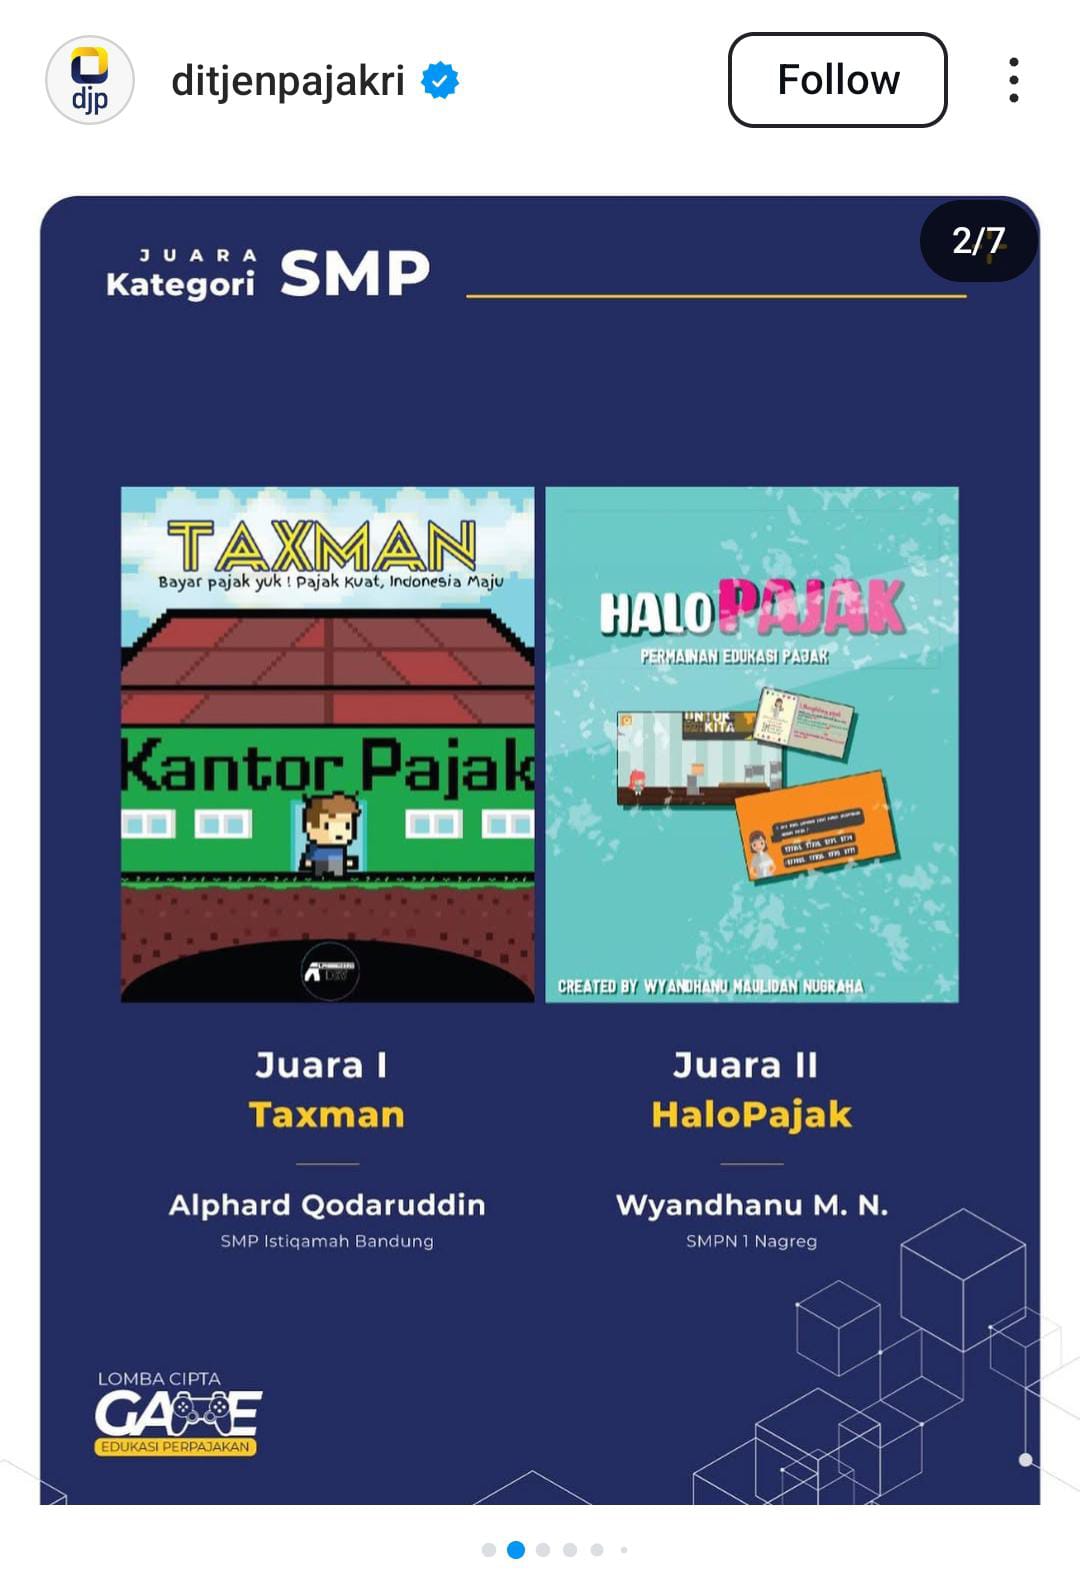 djp
ditjenpajakri
Follow
2/7
JUARA
Kategori SMP
TAXMAN
Bayar pajak yuk ! Pajak Kuat, Indonesia Maju
Kantor Pajak
HALO PAJAK
PERMAINAN EDUKASI PAJAK
UNTUK
KITA
CREATED BY WYANDHANU MAULIDAN NUGRAHA
Juara I
Taxman
Alphard Qodaruddin
SMP Istiqamah Bandung
Juara II
HaloPajak
Wyandhanu M. N.
SMPN 1 Nagreg
LOMBA CIPTA
GAME
EDUKASI PERPAJAKAN